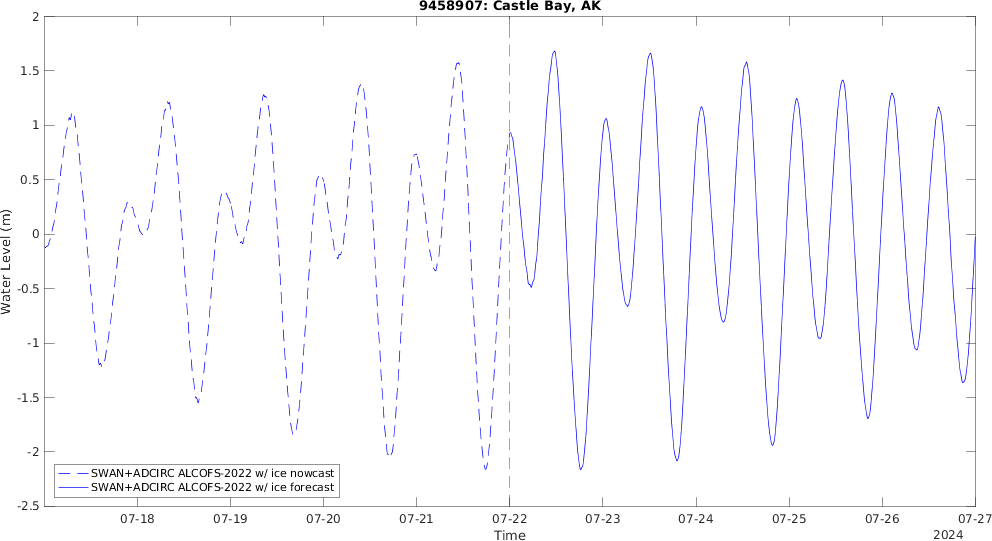 9458907: Castle Bay, AK
2
1.5
1
0.5
0
-0.5
-1
-1.5
-2
-2.5
Water Level (m)
SWAN+ADCIRC ALCOFS-2022 w/ ice nowcast
SWAN+ADCIRC ALCOFS-2022 w/ ice forecast
07-18 07-19 07-20 07-21 07-22 07-23 07-24 07-25 07-26 07-27
Time
2024